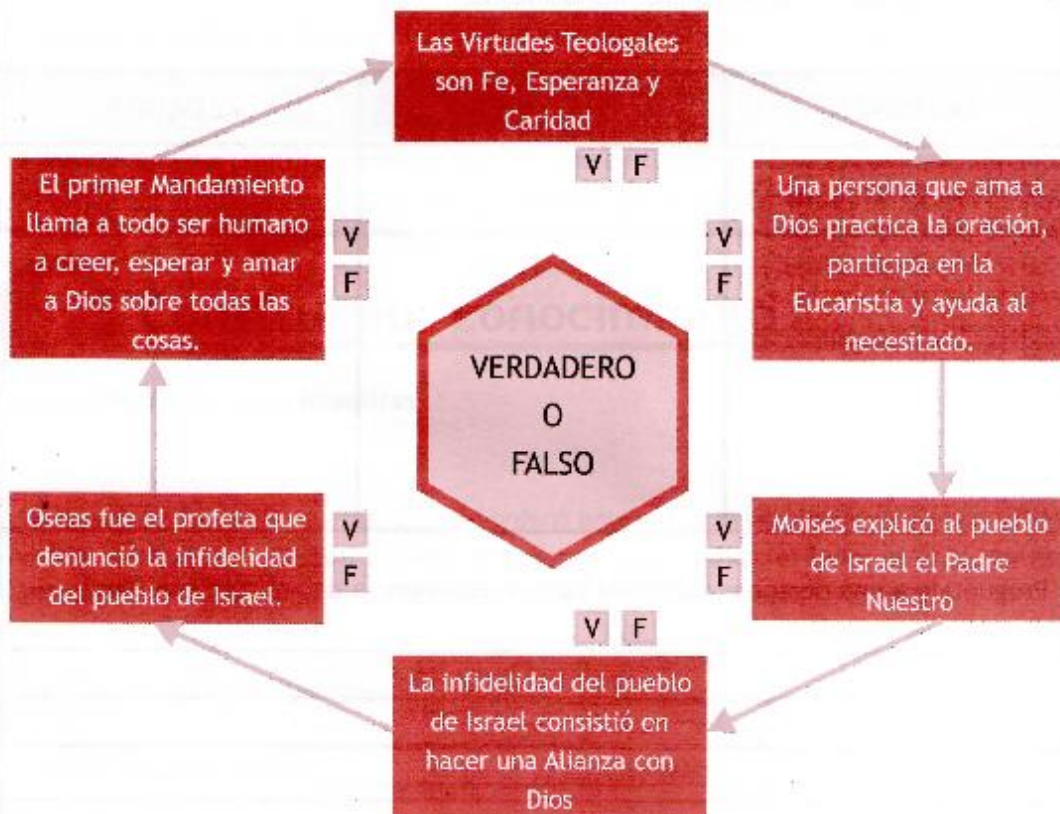 Las Virtudes Teologales
son Fe, Esperanza y
Caridad
V F
Una persona que ama a
Dios practica la oración,
participa en la
Eucaristía y ayuda al
necesitado.
V
F
Moisés explicó al pueblo
de Israel el Padre
Nuestro
V
F
La infidelidad del pueblo
de Israel consistió en
hacer una Alianza con
Dios
V F
Oseas fue el profeta que
denunció la infidelidad
del pueblo de Israel.
V
F
El primer Mandamiento
llama a todo ser humano
a creer, esperar y amar
a Dios sobre todas las
cosas.
V
F
VERDADERO
O
FALSO